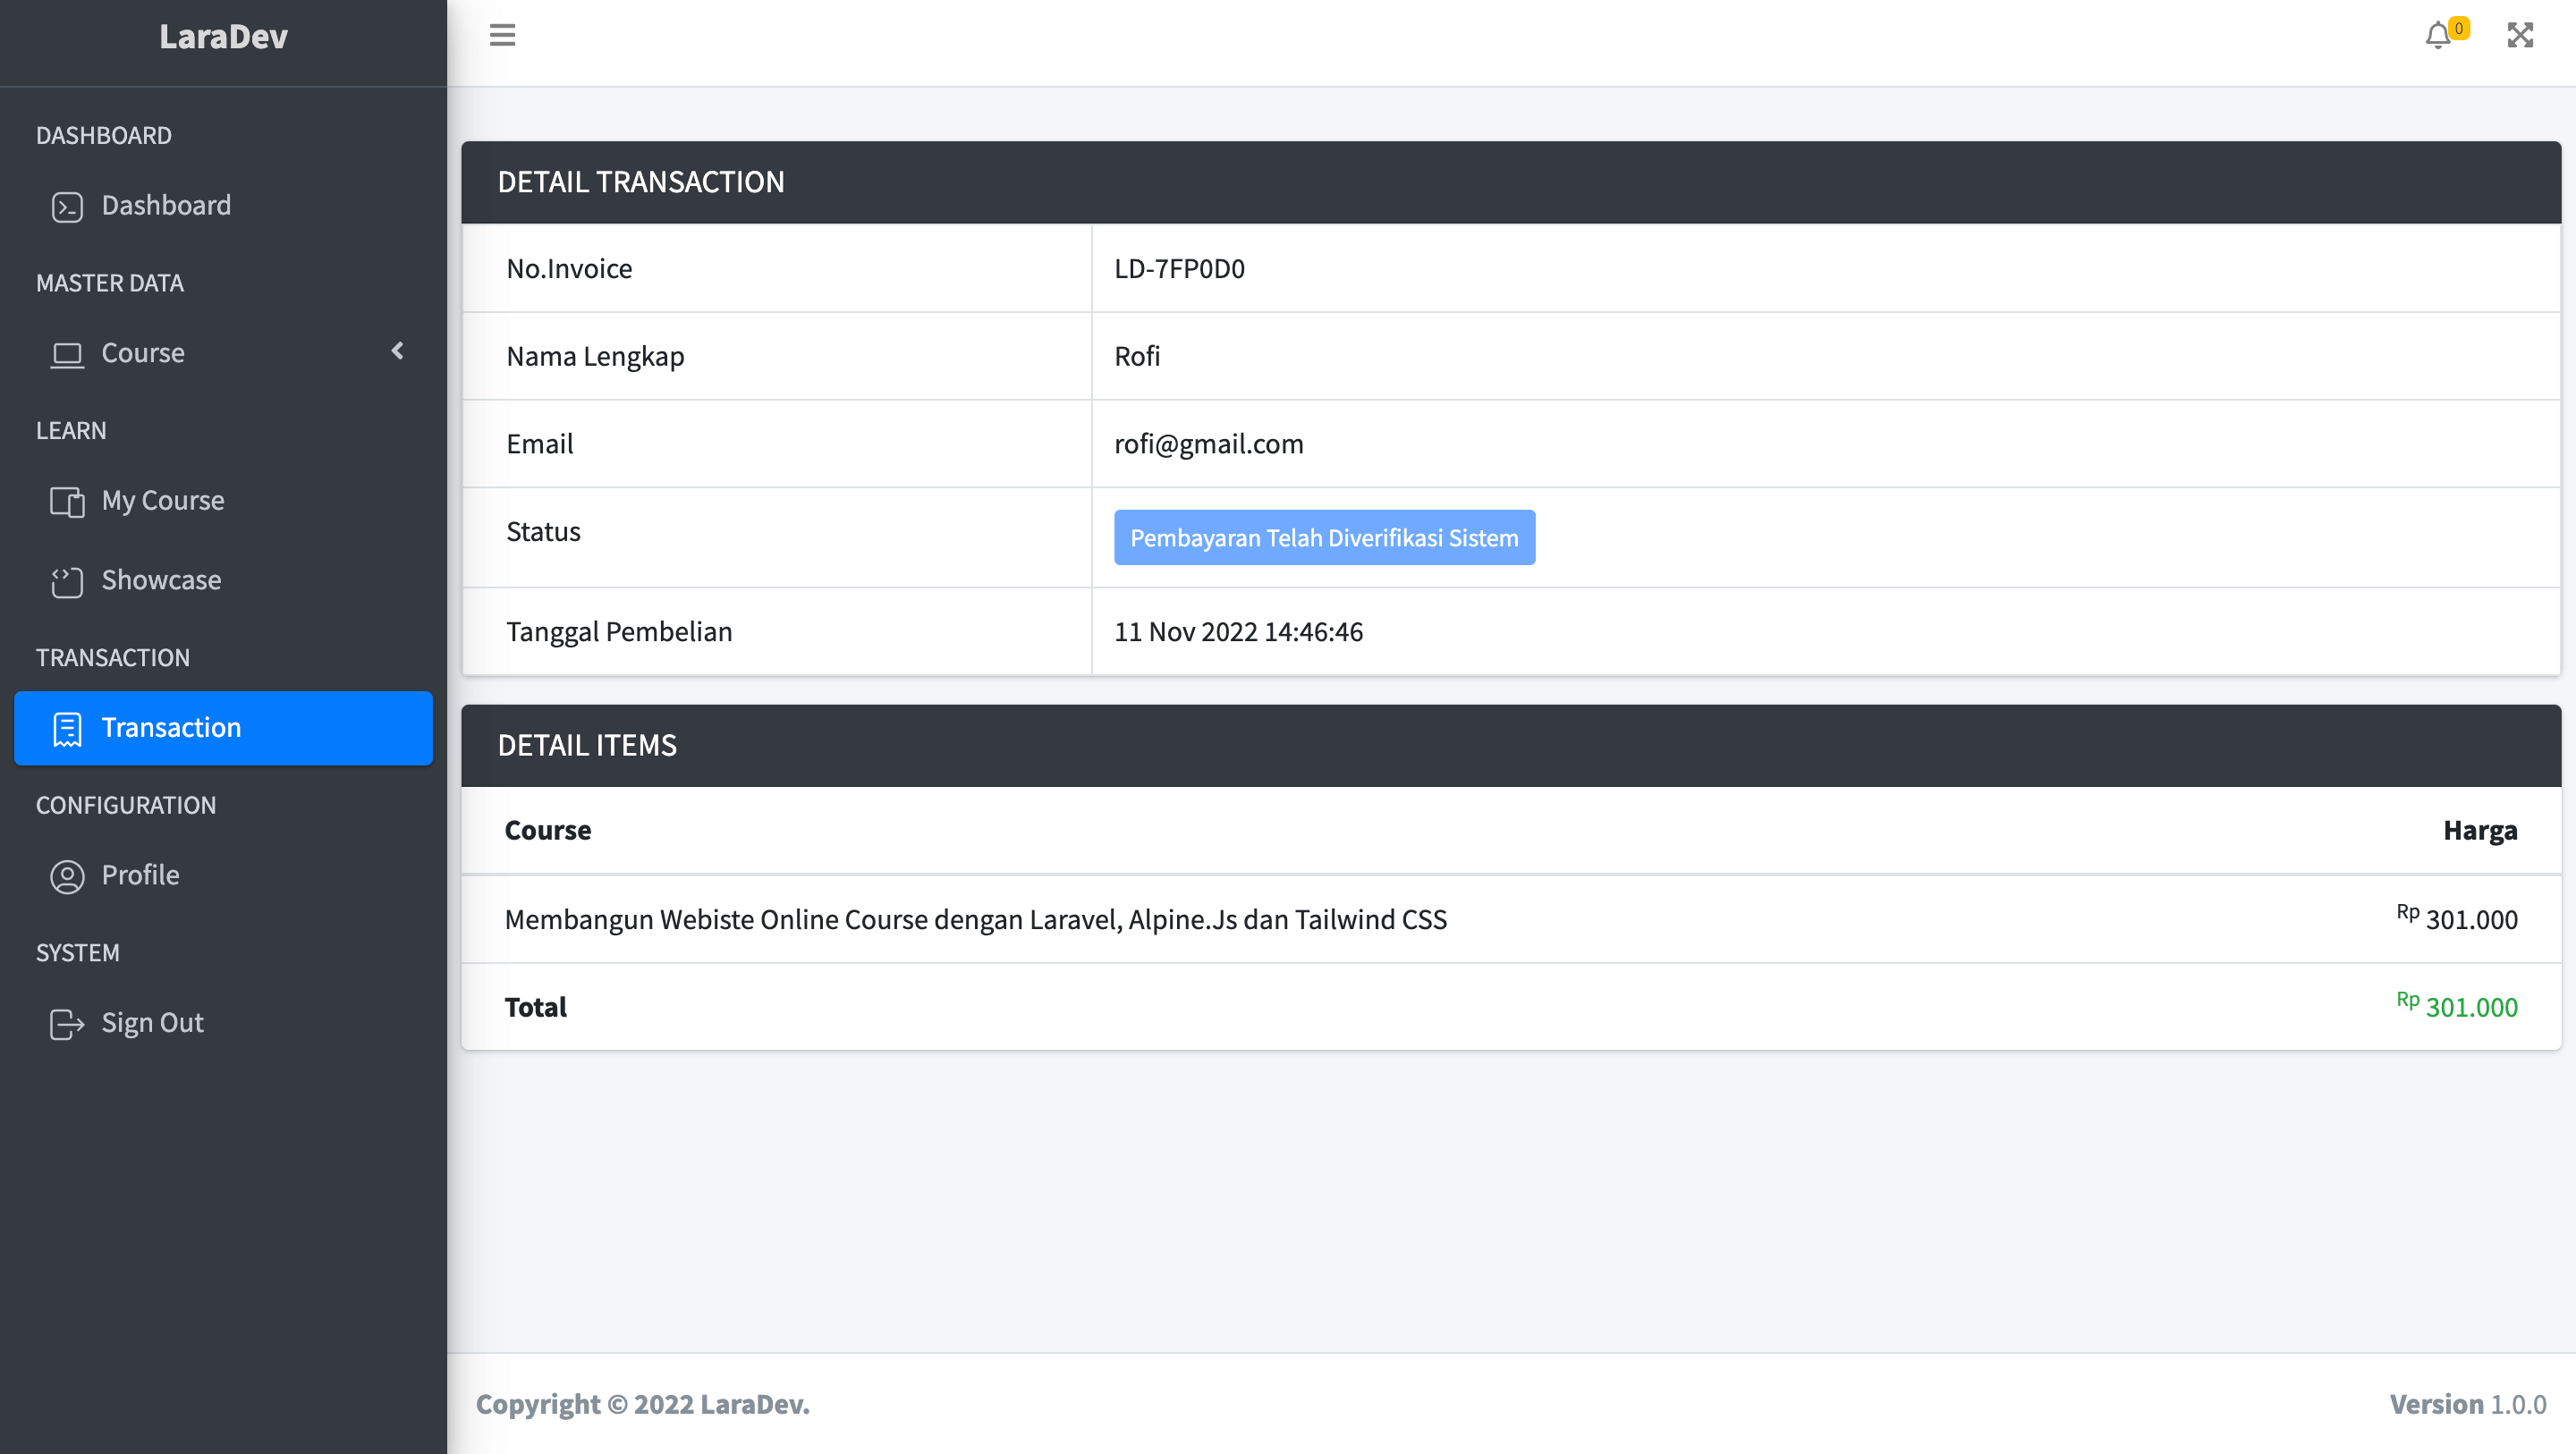 LaraDev
0
DASHBOARD
Dashboard
MASTER DATA
Course
LEARN
My Course
Showcase
TRANSACTION
Transaction
CONFIGURATION
Profile
SYSTEM
Sign Out
DETAIL TRANSACTION
No.Invoice LD-7FP0D0
Nama Lengkap Rofi
Email rofi@gmail.com
Status Pembayaran Telah Diverifikasi Sistem
Tanggal Pembelian 11 Nov 2022 14:46:46
DETAIL ITEMS
Course Harga
Membangun Webiste Online Course dengan Laravel, Alpine.Js dan Tailwind CSS Rp 301.000
Total Rp 301.000
Copyright © 2022 LaraDev. Version 1.0.0